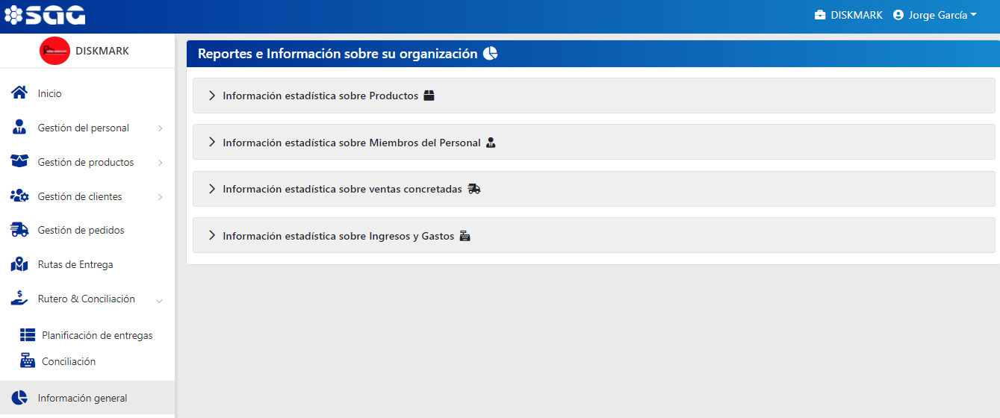 SAG
DISKMARK
Jorge García
DISKMARK
Reportes e Información sobre su organización
Inicio
Gestión del personal
Gestión de productos
Gestión de clientes
Gestión de pedidos
Rutas de Entrega
Rutero & Conciliación
Planificación de entregas
Conciliación
Información general
Información estadística sobre Productos
Información estadística sobre Miembros del Personal
Información estadística sobre ventas concretadas
Información estadística sobre Ingresos y Gastos